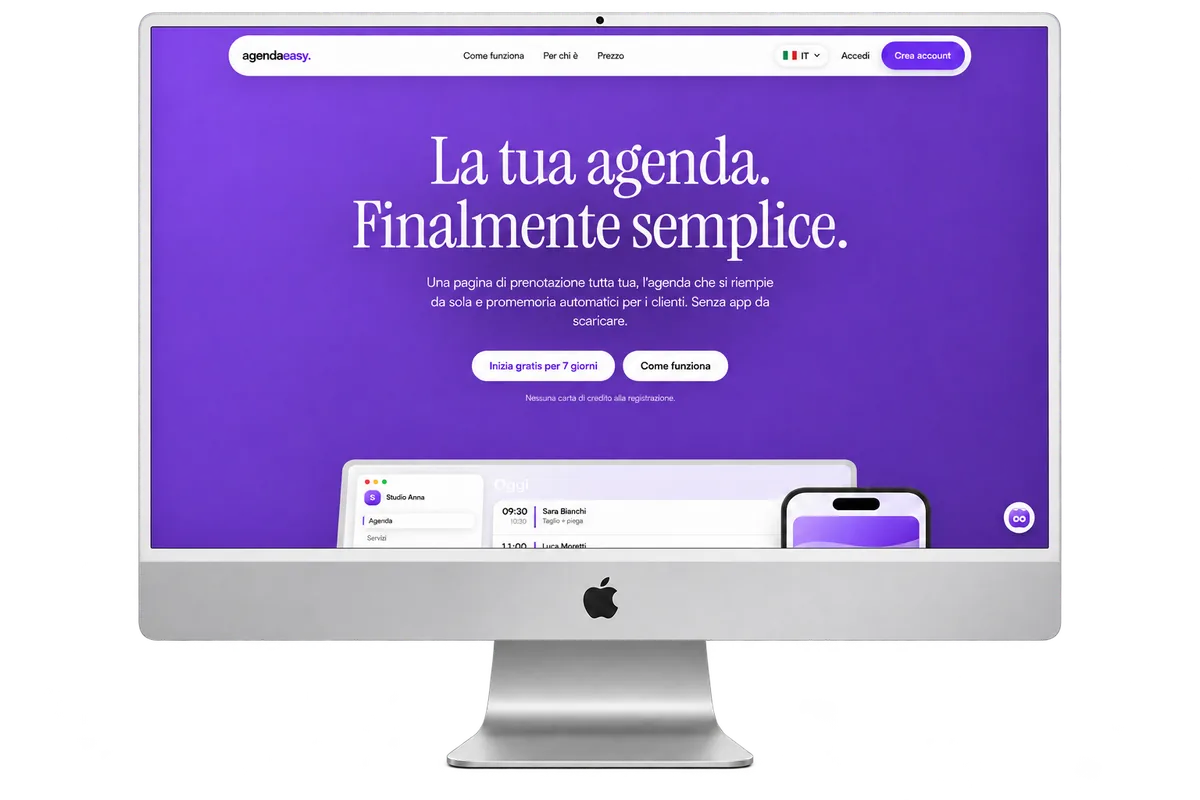 agendaeasy.
Come funziona
Per chi è
Prezzo
IT
Accedi
Crea account
La tua agenda.
Finalmente semplice.
Una pagina di prenotazione tutta tua, l'agenda che si riempie
da sola e promemoria automatici per i clienti. Senza app da
scaricare.
Inizia gratis per 7 giorni
Come funziona
Nessuna carta di credito alla registrazione.
S
Studio Anna
Agenda
Servizi
Oggi
09:30
10:30
Sara Bianchi
Taglio + piega
11:00
Luca Moretti